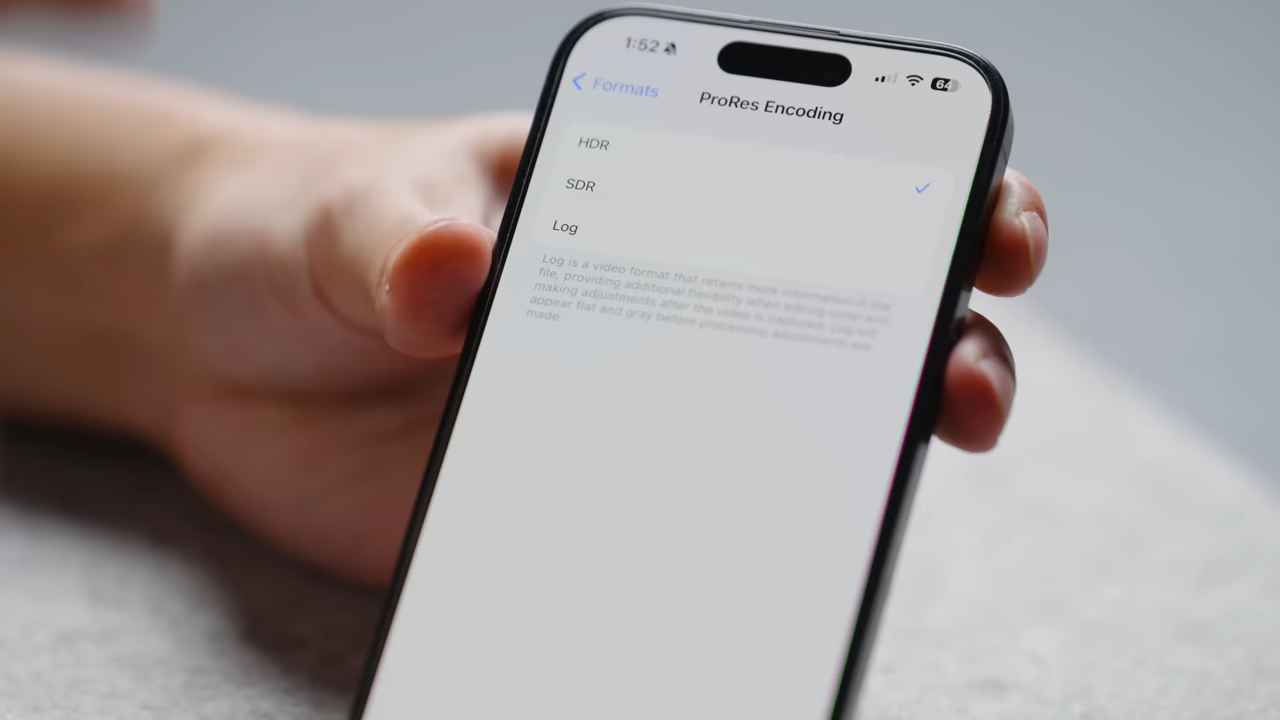 1:52
64
Formats
ProRes Encoding
HDR
SDR
Log
Log is a video format that retains more information in the
file, providing additional flexibility when editing color and
making adjustments after the video is captured. Log will
appear flat and gray before processing adjustments are
made.